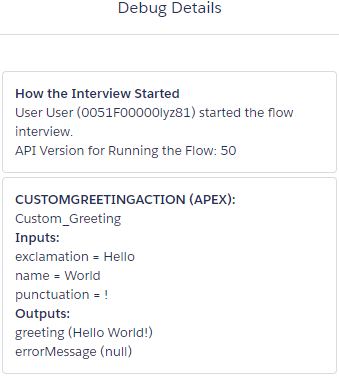 Debug Details
How the Interview Started
User User (0051F00000lyz81) started the flow
interview.
API Version for Running the Flow: 50
CUSTOMGREETINGACTION (APEX):
Custom_Greeting
Inputs:
exclamation = Hello
name = World
punctuation = !
Outputs:
greeting (Hello World!)
errorMessage (null)